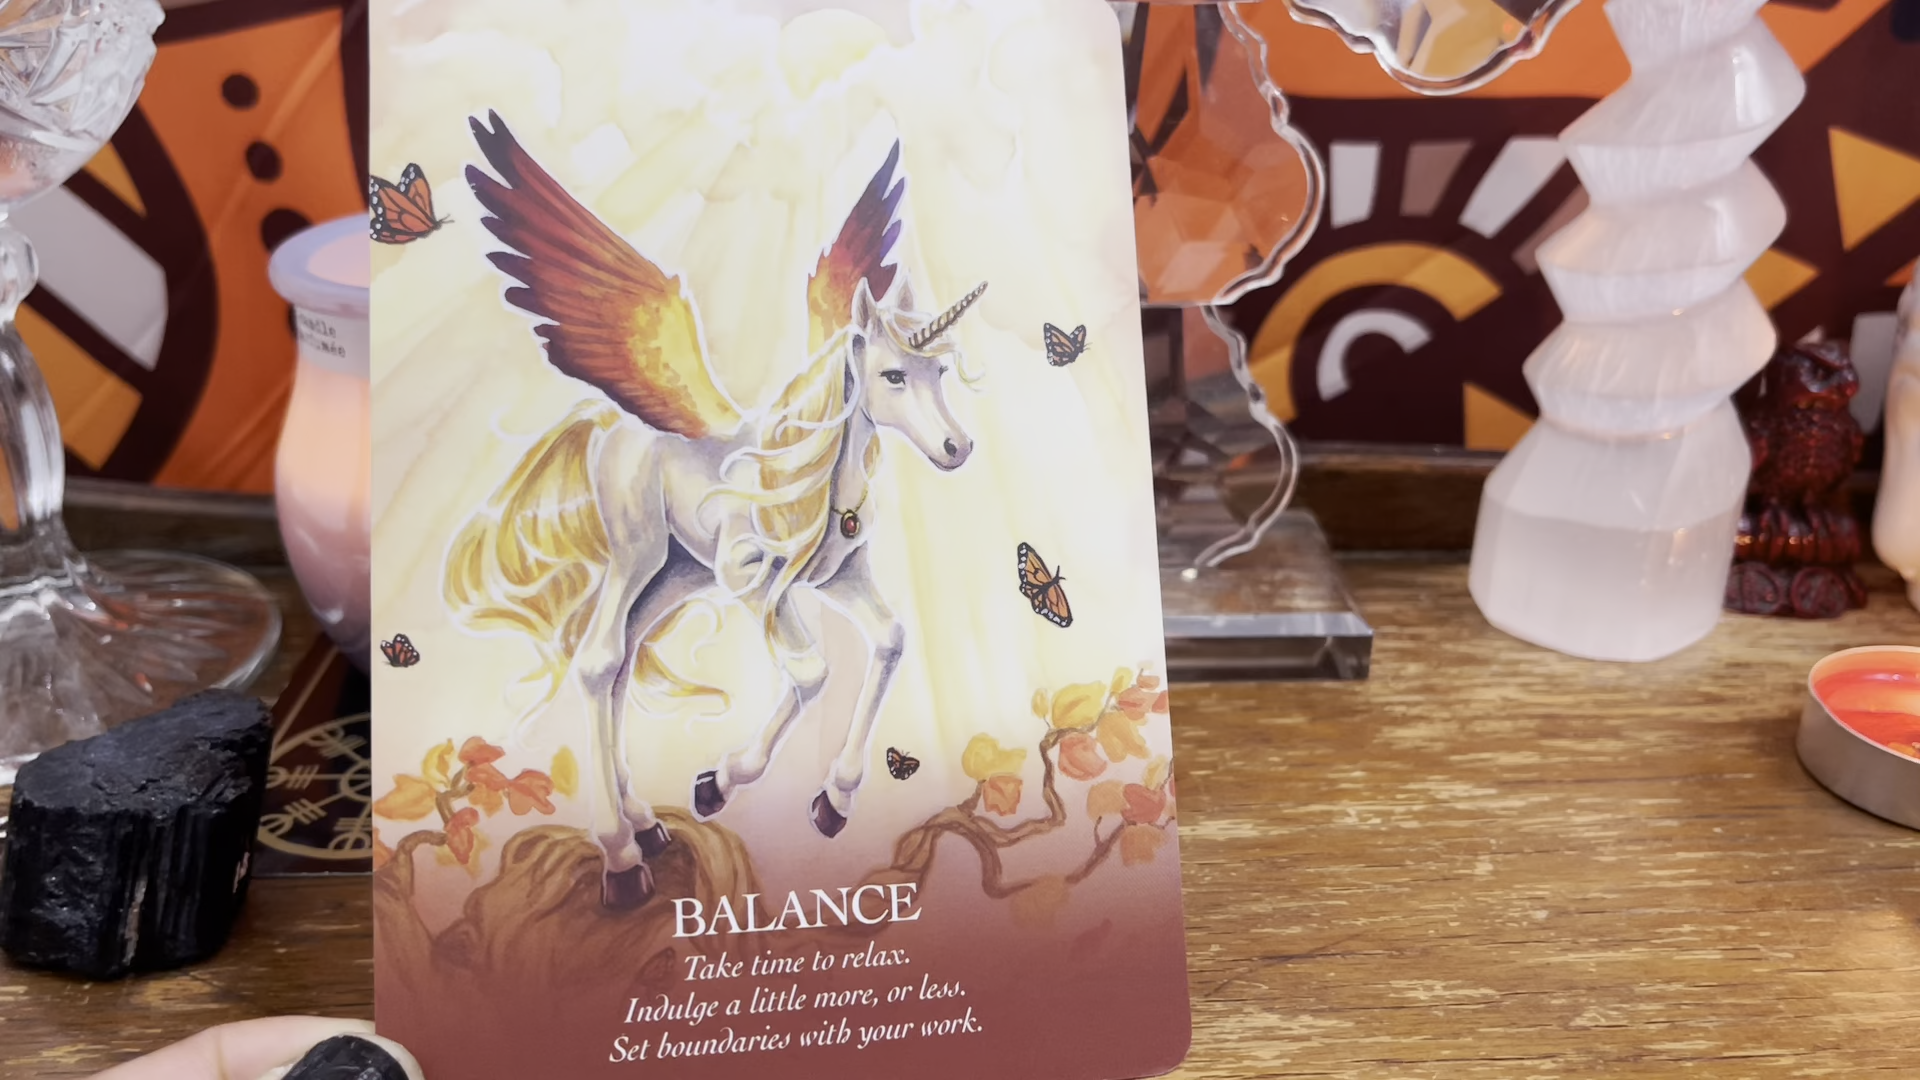 BALANCE
Take time to relax.
Indulge a little more, or less.
Set boundaries with your work.